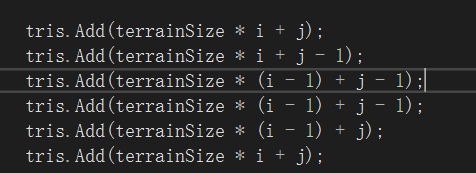 tris.Add(terrainSize * i + j);
tris.Add(terrainSize * i + j - 1);
tris.Add(terrainSize * (i - 1) + j - 1);
tris.Add(terrainSize * (i - 1) + j - 1);
tris.Add(terrainSize * (i - 1) + j);
tris.Add(terrainSize * i + j);